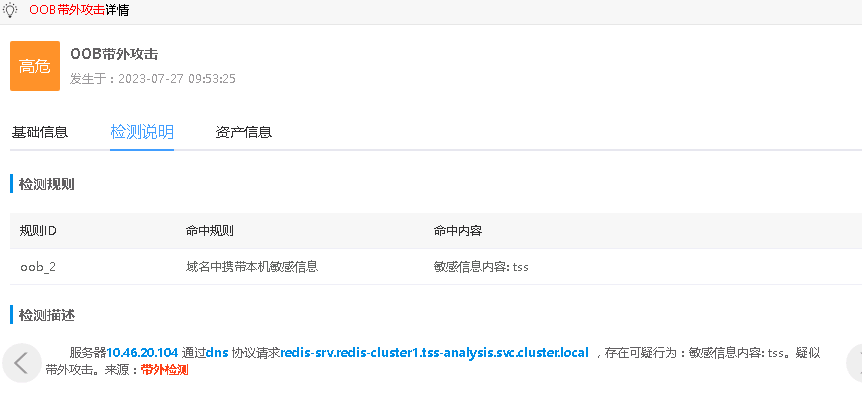 OOB带外攻击详情
高危
OOB带外攻击
发生于：2023-07-27 09:53:25
基础信息 检测说明 资产信息
检测规则
规则ID 命中规则 命中内容
oob_2 域名中携带本机敏感信息 敏感信息内容: tss
检测描述
服务器10.46.20.104 通过dns 协议请求redis-srv.redis-cluster1.tss-analysis.svc.cluster.local ，存在可疑行为：敏感信息内容: tss。疑似
带外攻击。来源：带外检测